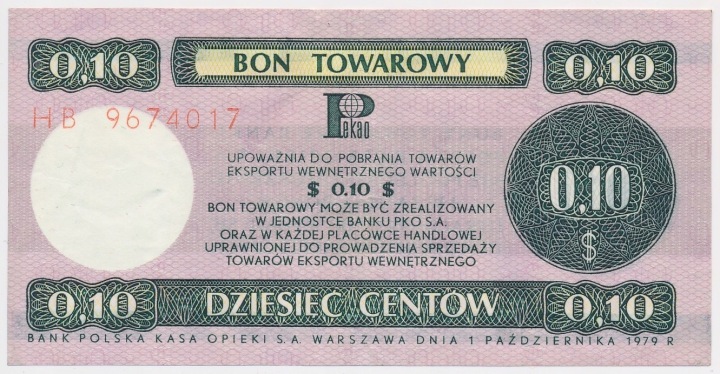 0,10 BON TOWAROWY 0,10
HB 9674017
Pekao
UPOWAŻNIA DO POBRANIA TOWARÓW
EKSPORTU WEWNĘTRZNEGO WARTOŚCI
$ 0.10 $
BON TOWAROWY MOŻE BYĆ ZREALIZOWANY
W JEDNOSTCE BANKU PKO S.A.
ORAZ W KAŻDEJ PLACÓWCE HANDLOWEJ
UPRAWNIONEJ DO PROWADZENIA SPRZEDAŻY
TOWARÓW EKSPORTU WEWNĘTRZNEGO
0,10
$
0,10 DZIESIĘĆ CENTÓW 0,10
BANK POLSKA KASA OPIEKI S.A. WARSZAWA DNIA 1 PAŹDZIERNIKA 1979 R